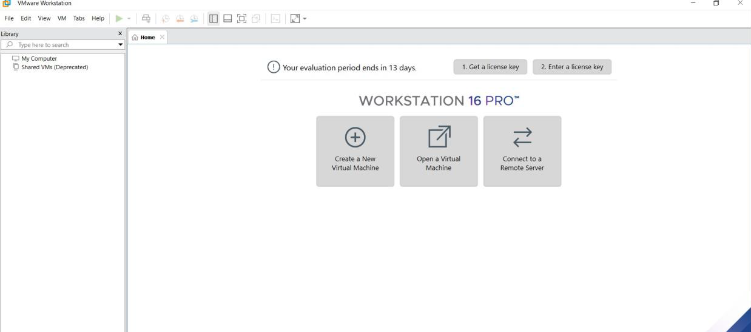 VMware Workstation
File Edit View VM Tabs Help
Library
Type here to search
My Computer
Shared VMs (Deprecated)
Home
Your evaluation period ends in 13 days.
1. Get a license key
2. Enter a license key
WORKSTATION 16 PRO™
Create a New
Virtual Machine
Open a Virtual
Machine
Connect to a
Remote Server